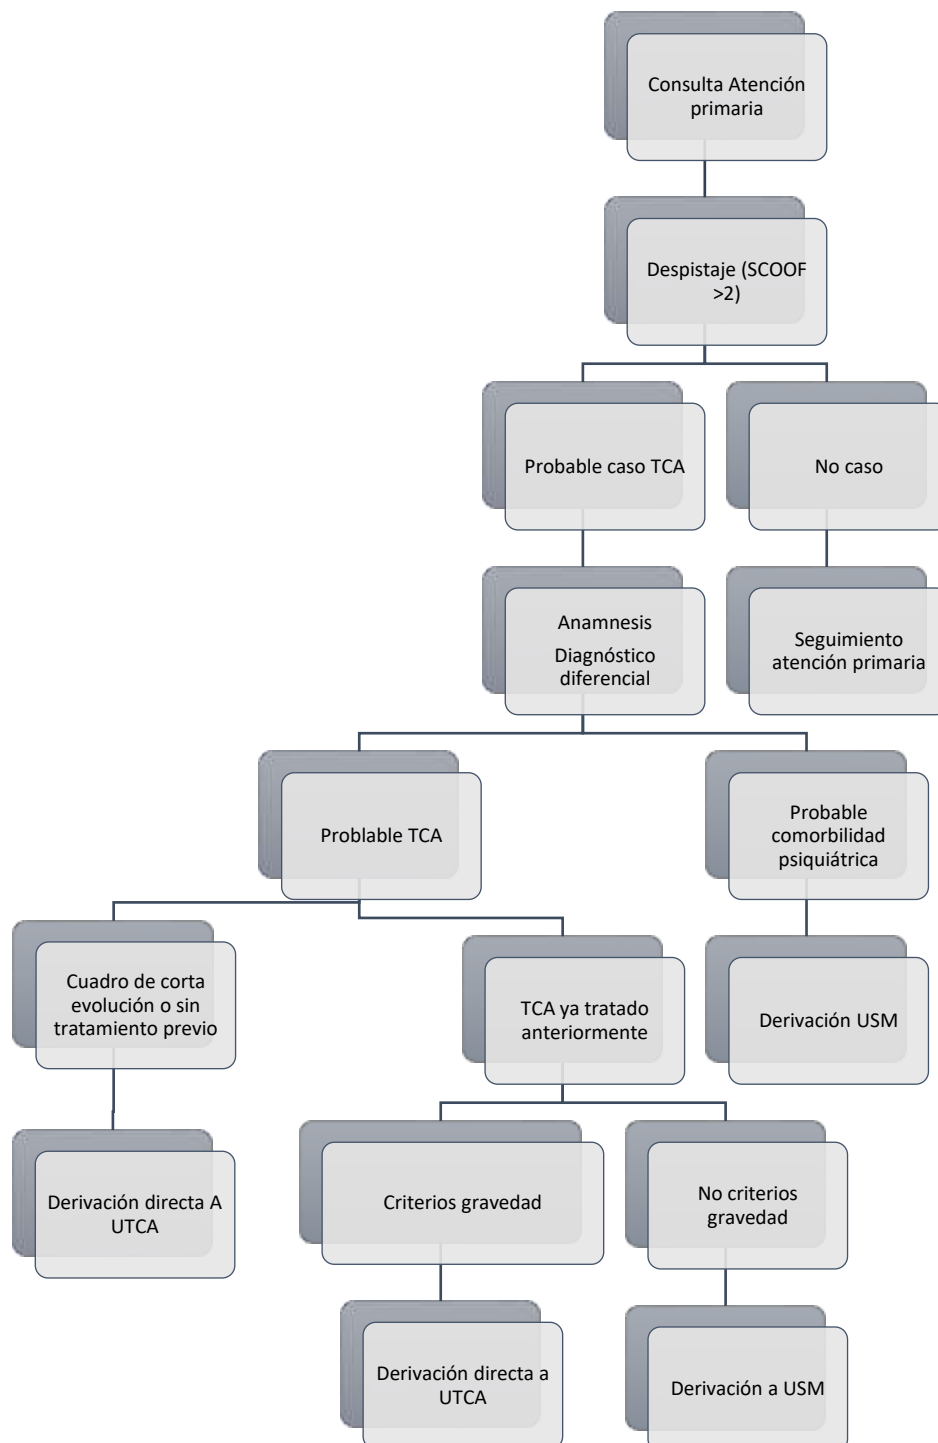 Consulta Atención
primaria
Despistaje (SCOOF
>2)
Probable caso TCA
No caso
Anamnesis
Diagnóstico
diferencial
Seguimiento
atención primaria
Problable TCA
Probable
comorbilidad
psiquiátrica
Cuadro de corta
evolución o sin
tratamiento previo
TCA ya tratado
anteriormente
Derivación USM
Derivación directa A
UTCA
Criterios gravedad
No criterios
gravedad
Derivación directa a
UTCA
Derivación a USM